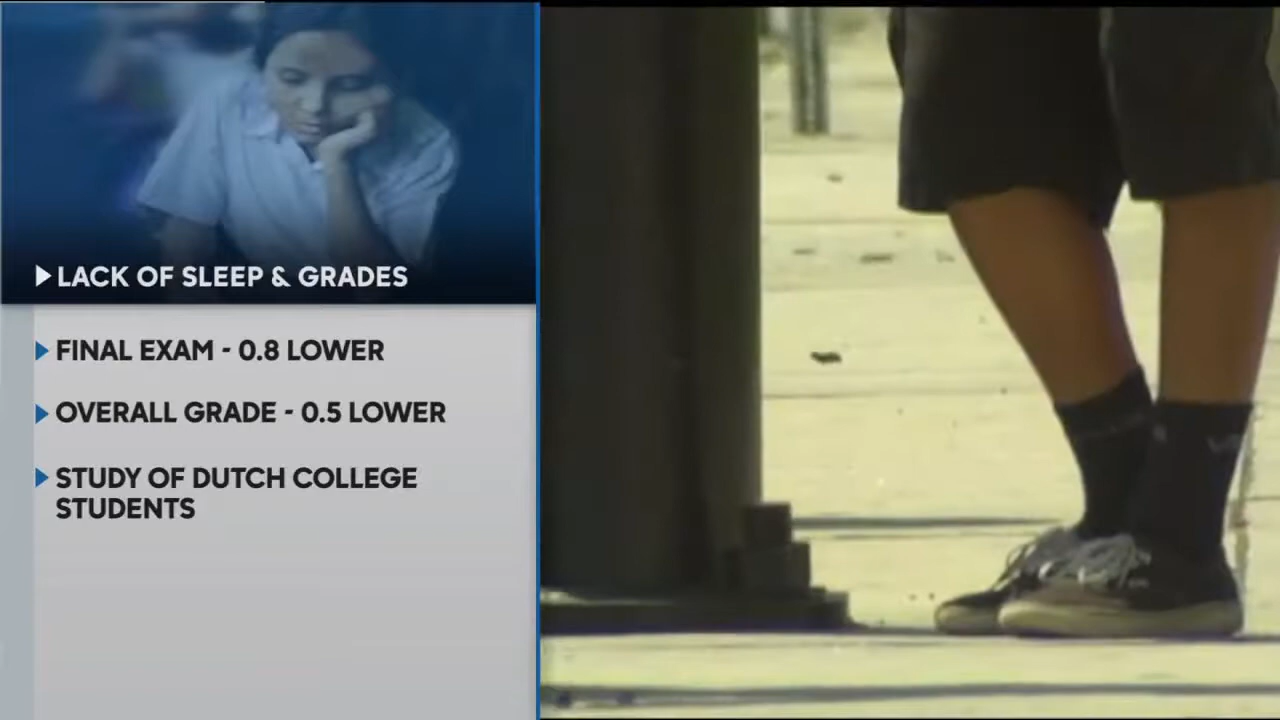 LACK OF SLEEP & GRADES
FINAL EXAM - 0.8 LOWER
OVERALL GRADE - 0.5 LOWER
STUDY OF DUTCH COLLEGE
STUDENTS